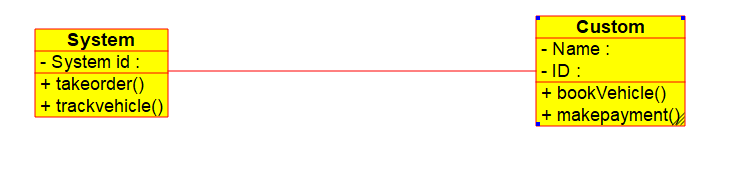 System
- System id :
+ takeorder()
+ trackvehicle()
Custom
- Name :
- ID :
+ bookVehicle()
+ makepayment()